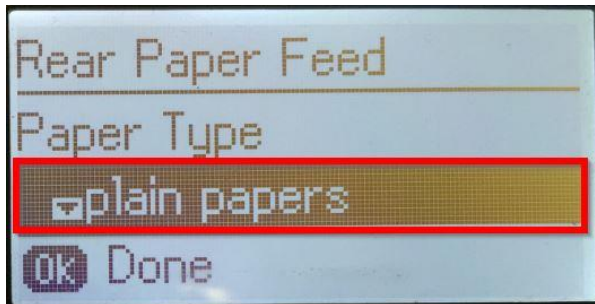 Rear Paper Feed
Paper Type
plain papers
OK Done